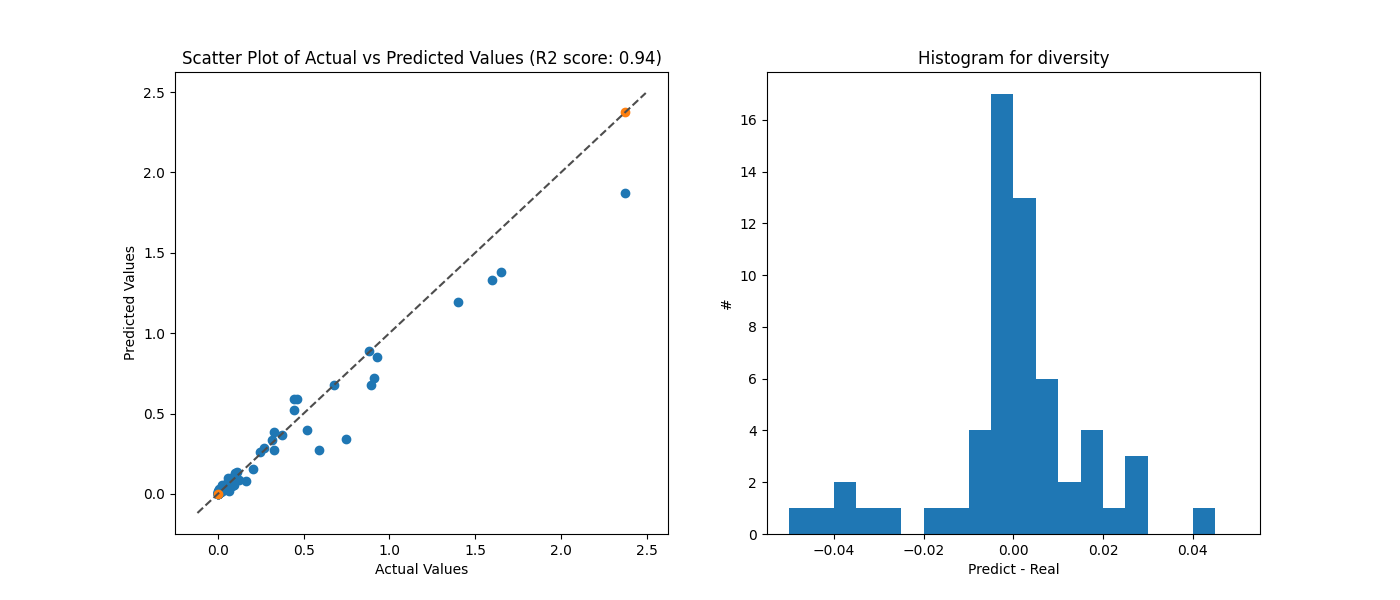 Scatter Plot of Actual vs Predicted Values (R2 score: 0.94)
2.5
2.0
1.5
1.0
0.5
0.0
Predicted Values
0.0 0.5 1.0 1.5 2.0 2.5
Actual Values
Histogram for diversity
16
14
12
10
8
6
4
2
0
#
−0.04 −0.02 0.00 0.02 0.04
Predict - Real